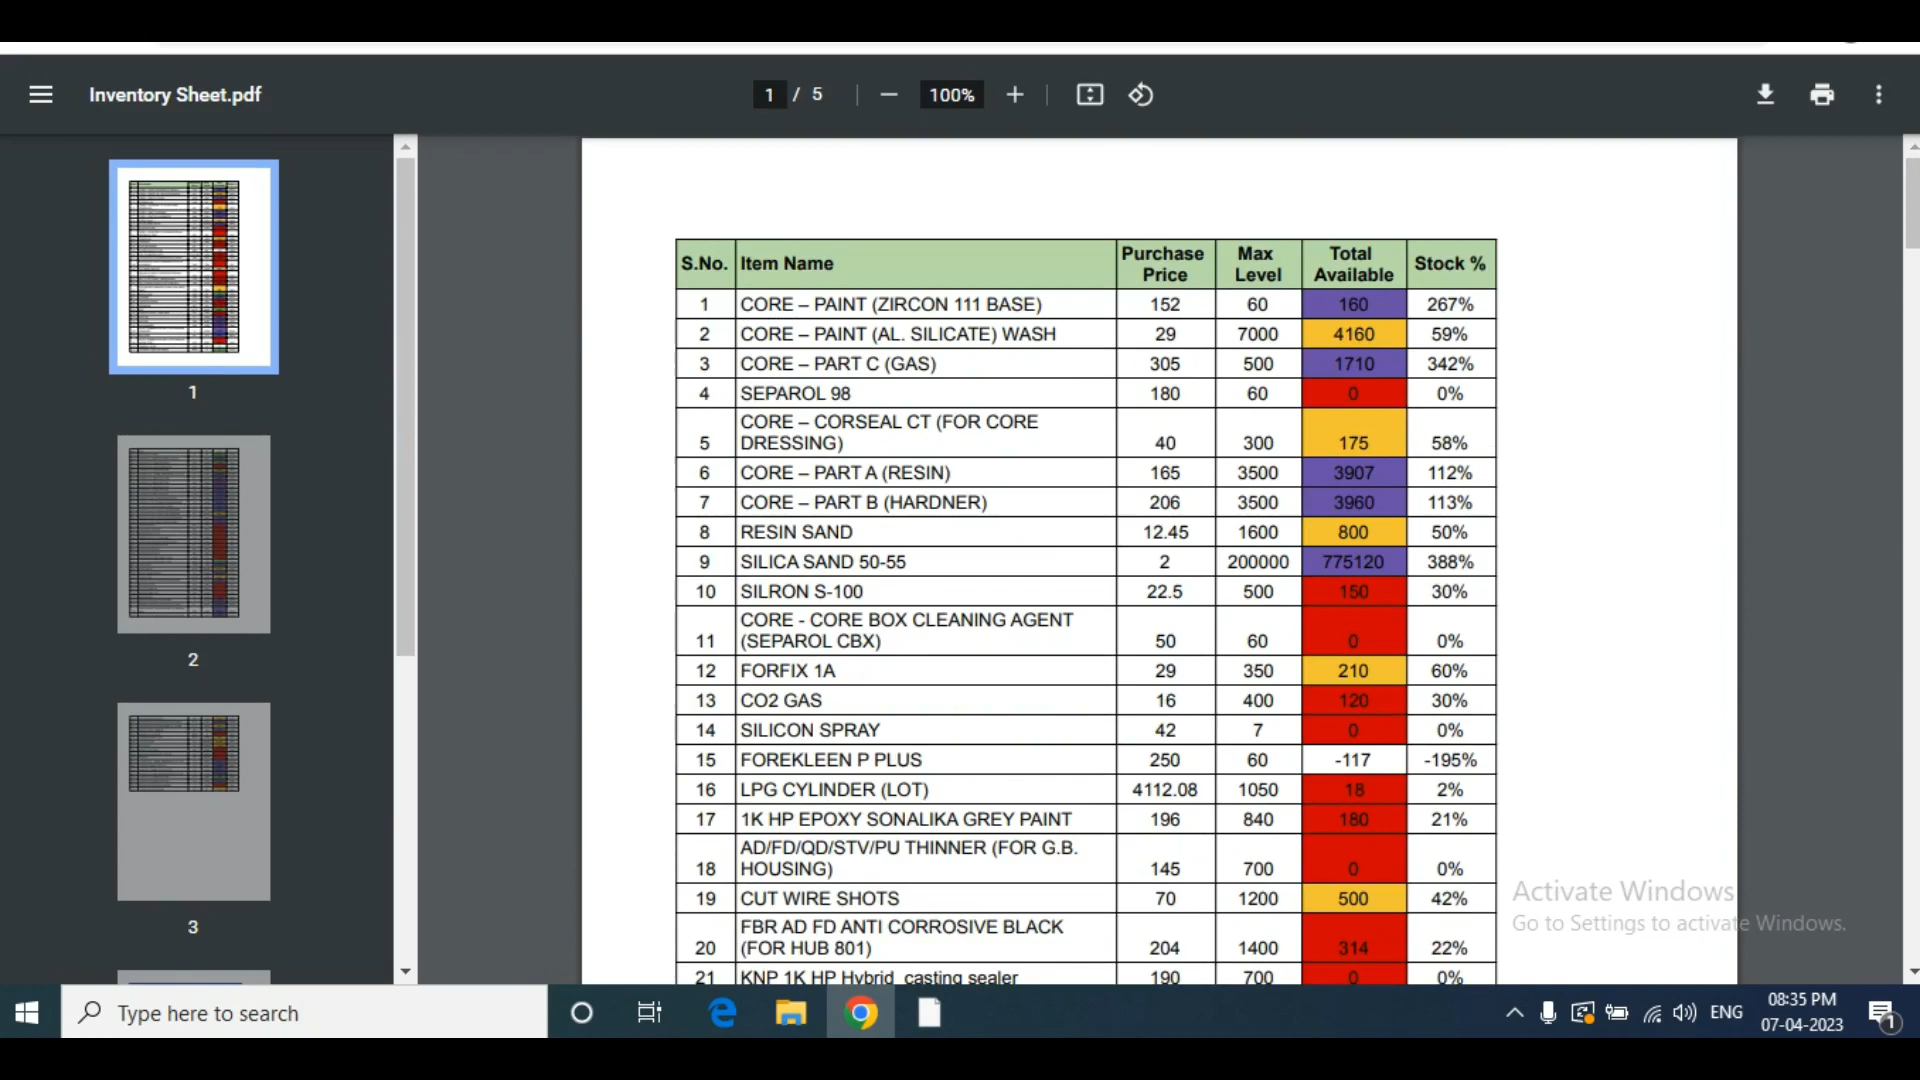 Inventory Sheet.pdf
1 / 5
100%
1
2
3
S.No. Item Name Purchase Price Max Level Total Available Stock %
1 CORE – PAINT (ZIRCON 111 BASE) 152 60 160 267%
2 CORE – PAINT (AL. SILICATE) WASH 29 7000 4160 59%
3 CORE – PART C (GAS) 305 500 1710 342%
4 SEPAROL 98 180 60 0 0%
5 CORE – CORSEAL CT (FOR CORE DRESSING) 40 300 175 58%
6 CORE – PART A (RESIN) 165 3500 3907 112%
7 CORE – PART B (HARDNER) 206 3500 3960 113%
8 RESIN SAND 12.45 1600 800 50%
9 SILICA SAND 50-55 2 200000 775120 388%
10 SILRON S-100 22.5 500 150 30%
11 CORE - CORE BOX CLEANING AGENT (SEPAROL CBX) 50 60 0 0%
12 FORFIX 1A 29 350 210 60%
13 CO2 GAS 16 400 120 30%
14 SILICON SPRAY 42 7 0 0%
15 FOREKLEEN P PLUS 250 60 -117 -195%
16 LPG CYLINDER (LOT) 4112.08 1050 18 2%
17 1K HP EPOXY SONALIKA GREY PAINT 196 840 180 21%
18 AD/FD/QD/STV/PU THINNER (FOR G.B. HOUSING) 145 700 0 0%
19 CUT WIRE SHOTS 70 1200 500 42%
20 FBR AD FD ANTI CORROSIVE BLACK (FOR HUB 801) 204 1400 314 22%
21 KNP 1K HP Hybrid casting sealer 190 700 0 0%
Activate Windows
Go to Settings to activate Windows.
Type here to search
ENG
08:35 PM
07-04-2023
1